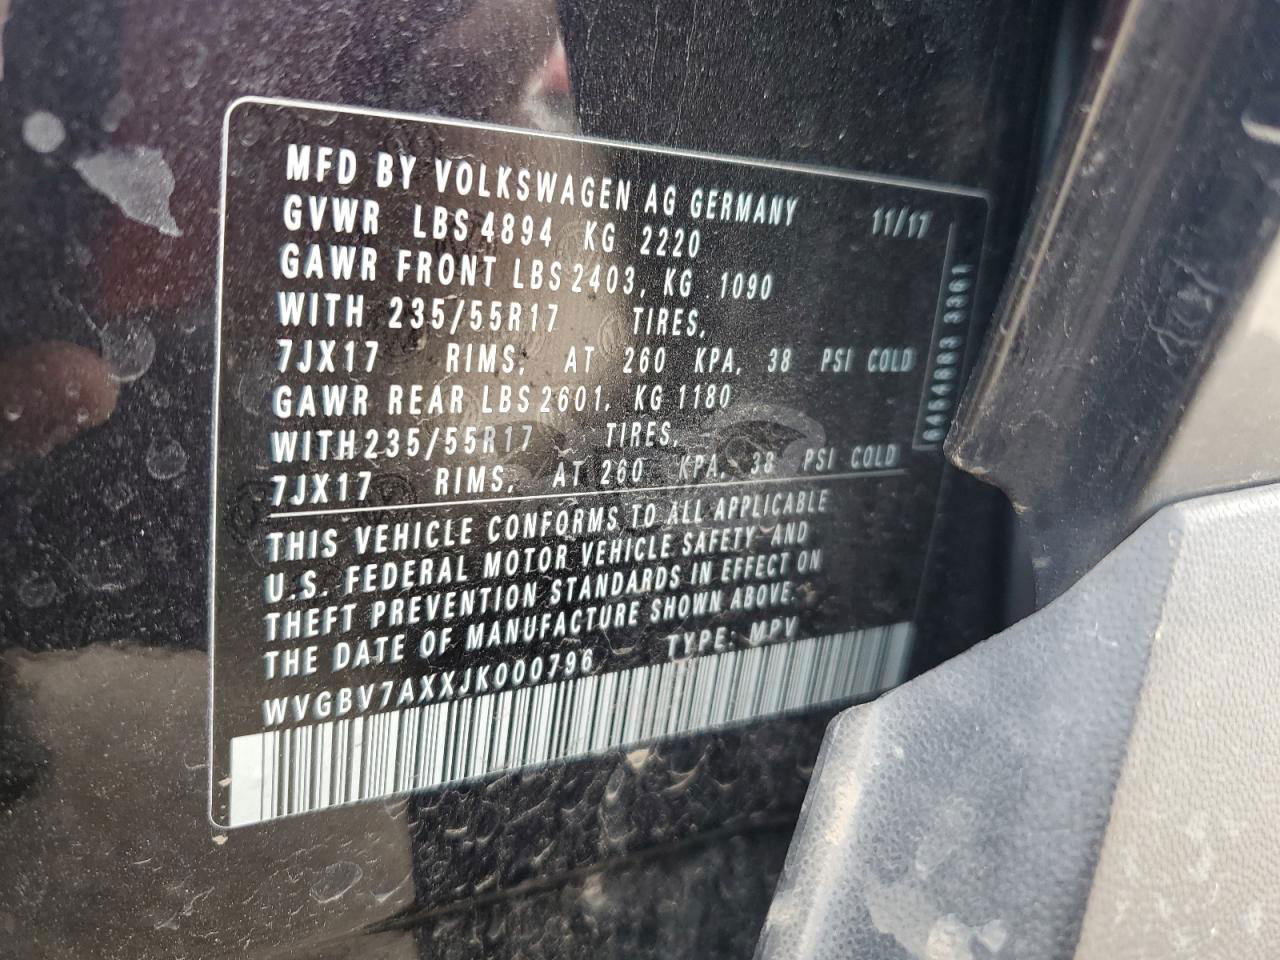 MFD BY VOLKSWAGEN AG GERMANY 11/17
GVWR LBS 4894 KG 2220
GAWR FRONT LBS 2403, KG 1090
WITH 235/55R17 TIRES,
7JX17 RIMS, AT 260 KPA, 38 PSI COLD
GAWR REAR LBS 2601, KG 1180
WITH 235/55R17 TIRES,
7JX17 RIMS, AT 260 KPA, 38 PSI COLD
THIS VEHICLE CONFORMS TO ALL APPLICABLE
U.S. FEDERAL MOTOR VEHICLE SAFETY AND
THEFT PREVENTION STANDARDS IN EFFECT ON
THE DATE OF MANUFACTURE SHOWN ABOVE.
WVGBV7AXXJK000796 TYPE: MPV
3361